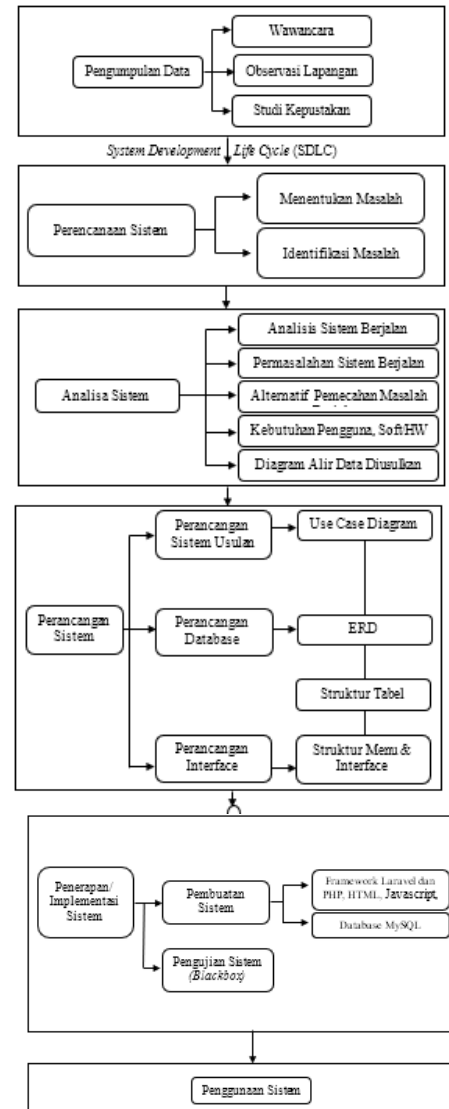 Wawancara
Pengumpulan Data
Observasi Lapangan
Studi Kepustakan
System Development Life Cycle (SDLC)
Menentukan Masalah
Perencanaan Sistem
Identifikasi Masalah
Analisis Sistem Berjalan
Permasalahan Sistem Berjalan
Analisa Sistem
Alternatif Pemecahan Masalah
Kebutuhan Pengguna, Soft/HW
Diagram Alir Data Diusulkan
Perancangan
Sistem Usulan
Use Case Diagram
Perancangan
Sistem
Perancangan
Database
ERD
Struktur Tabel
Perancangan
Interface
Struktur Menu &
Interface
Penerapan/
Implementasi
Sistem
Pembuatan
Sistem
Framework Laravel dan
PHP, HTML, Javascript,
Database MySQL
Pengujian Sistem
(Blackbox)
Penggunaan Sistem